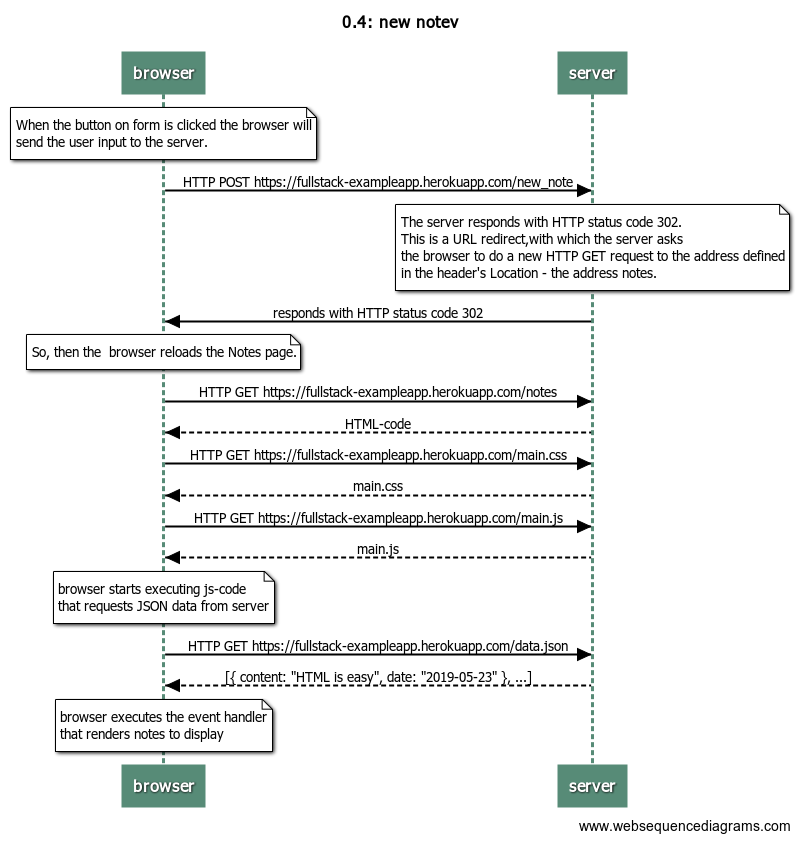 0.4: new notev
browser
server
When the button on form is clicked the browser will
send the user input to the server.
HTTP POST https://fullstack-exampleapp.herokuapp.com/new_note
The server responds with HTTP status code 302.
This is a URL redirect,with which the server asks
the browser to do a new HTTP GET request to the address defined
in the header's Location - the address notes.
responds with HTTP status code 302
So, then the  browser reloads the Notes page.
HTTP GET https://fullstack-exampleapp.herokuapp.com/notes
HTML-code
HTTP GET https://fullstack-exampleapp.herokuapp.com/main.css
main.css
HTTP GET https://fullstack-exampleapp.herokuapp.com/main.js
main.js
browser starts executing js-code
that requests JSON data from server
HTTP GET https://fullstack-exampleapp.herokuapp.com/data.json
[{ content: "HTML is easy", date: "2019-05-23" }, ...]
browser executes the event handler
that renders notes to display
browser
server
www.websequencediagrams.com